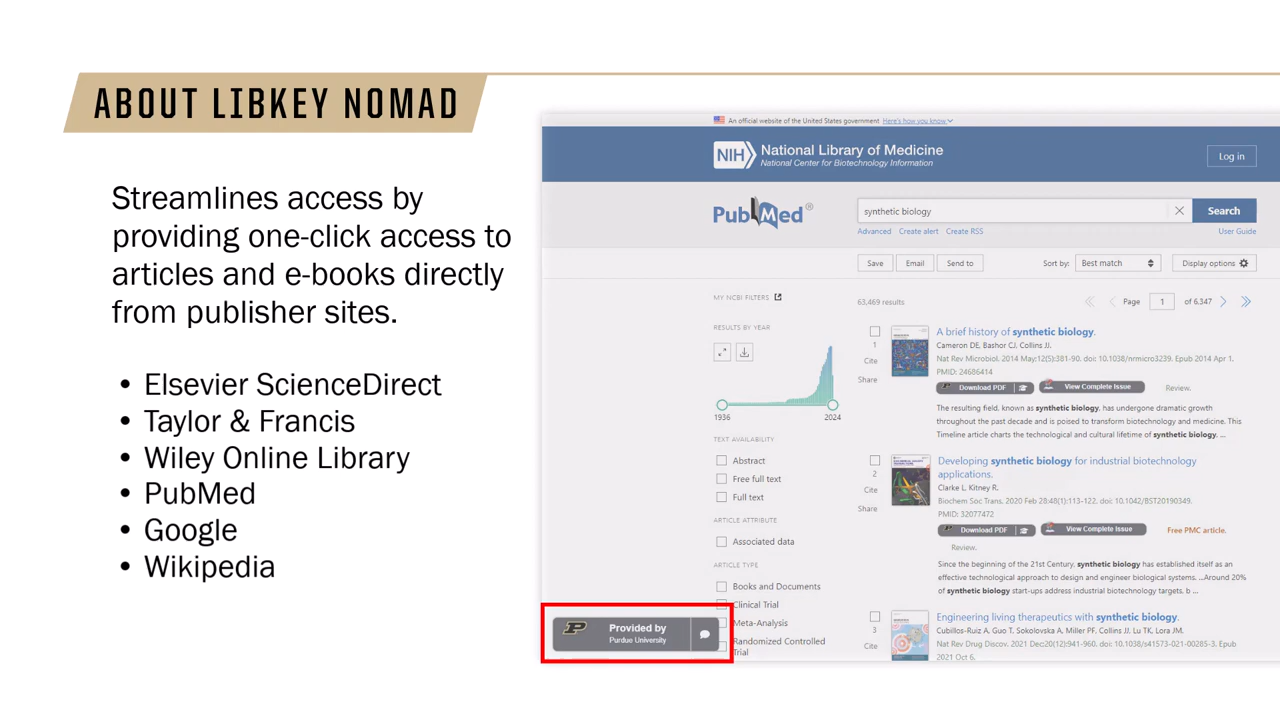 ABOUT LIBKEY NOMAD
Streamlines access by
providing one-click access to
articles and e-books directly
from publisher sites.
• Elsevier ScienceDirect
• Taylor & Francis
• Wiley Online Library
• PubMed
• Google
• Wikipedia
An official website of the United States government Here's how you know
NIH National Library of Medicine
National Center for Biotechnology Information
Log in
PubMed®
synthetic biology
Search
Advanced Create alert Create RSS
User Guide
Save Email Send to
Sort by: Best match
Display options
MY NCBI FILTERS
63,469 results
Page 1 of 6,347
RESULTS BY YEAR
1936 2024
TEXT AVAILABILITY
Abstract
Free full text
Full text
ARTICLE ATTRIBUTE
Associated data
ARTICLE TYPE
Books and Documents
Clinical Trial
Meta-Analysis
Randomized Controlled
Trial
1
Cite
Share
A brief history of synthetic biology.
Cameron DE, Bashor CJ, Collins JJ.
Nat Rev Microbiol. 2014 May;12(5):381-90. doi: 10.1038/nrmicro3239. Epub 2014 Apr 1.
PMID: 24686414
Download PDF View Complete Issue Review.
The resulting field, known as synthetic biology, has undergone dramatic growth
throughout the past decade and is poised to transform biotechnology and medicine. This
Timeline article charts the technological and cultural lifetime of synthetic biology, ...
2
Cite
Share
Developing synthetic biology for industrial biotechnology
applications.
Clarke L, Kitney R.
Biochem Soc Trans. 2020 Feb 28;48(1):113-122. doi: 10.1042/BST20190349.
PMID: 32077472
Download PDF View Complete Issue Free PMC article.
Review.
Since the beginning of the 21st Century, synthetic biology has established itself as an
effective technological approach to design and engineer biological systems. ...Around 20%
of synthetic biology start-ups address industrial biotechnology targets, b ...
3
Cite
Engineering living therapeutics with synthetic biology.
Cubillos-Ruiz A, Guo T, Sokolovska A, Miller PF, Collins JJ, Lu TK, Lora JM.
Nat Rev Drug Discov. 2021 Dec;20(12):941-960. doi: 10.1038/s41573-021-00285-3. Epub
2021 Oct 6.
P
Provided by
Purdue University